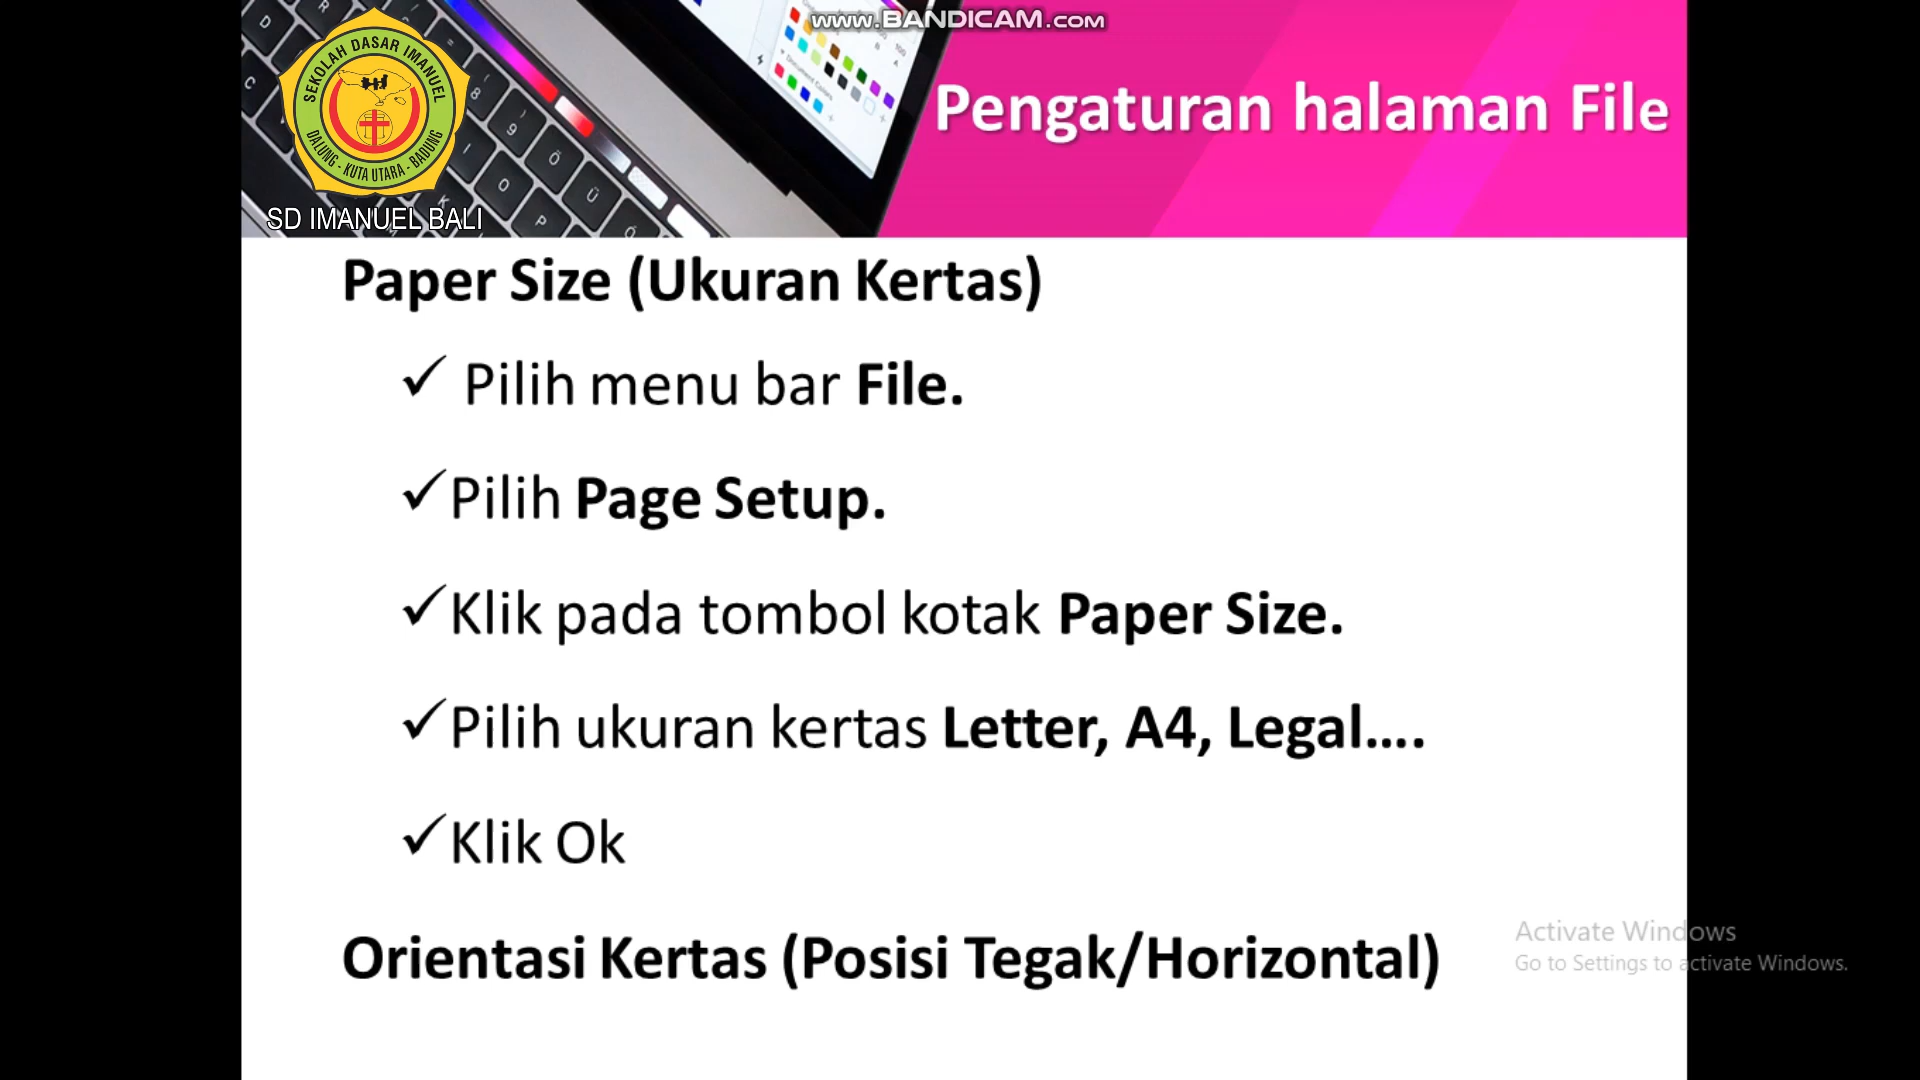 www.BANDICAM.com
SEKOLAH DASAR IMANUEL
DALUNG - KUTA UTARA - BADUNG
SD IMANUEL BALI
Pengaturan halaman File
Paper Size (Ukuran Kertas)
✓ Pilih menu bar File.
✓Pilih Page Setup.
✓Klik pada tombol kotak Paper Size.
✓Pilih ukuran kertas Letter, A4, Legal....
✓Klik Ok
Orientasi Kertas (Posisi Tegak/Horizontal)
Activate Windows
Go to Settings to activate Windows.